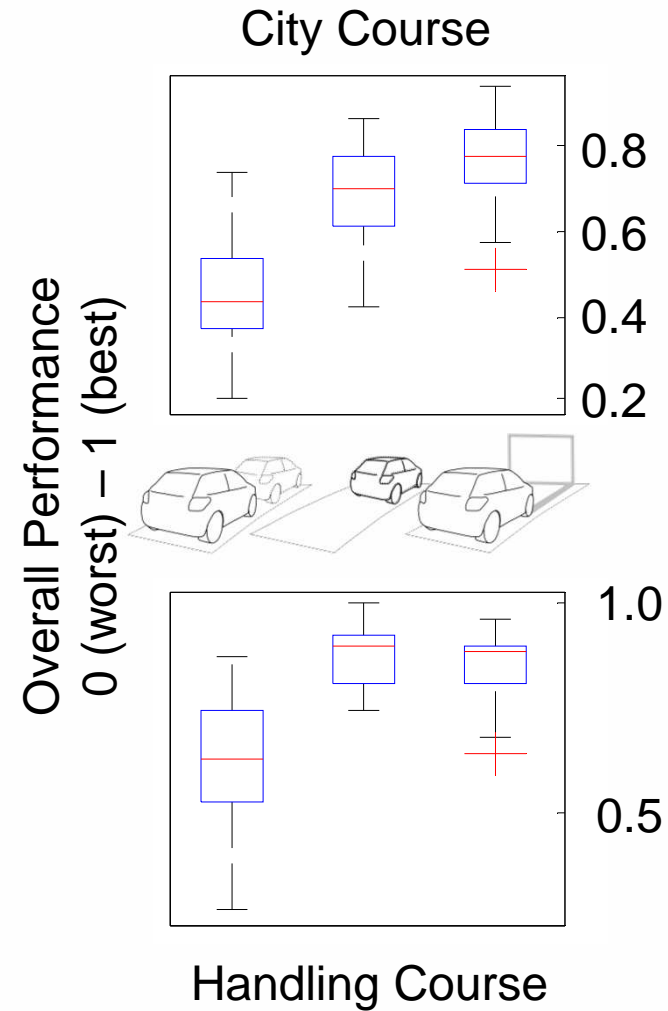 City Course
0.8
0.6
0.4
0.2
Overall Performance
0 (worst) – 1 (best)
1.0
0.5
Handling Course